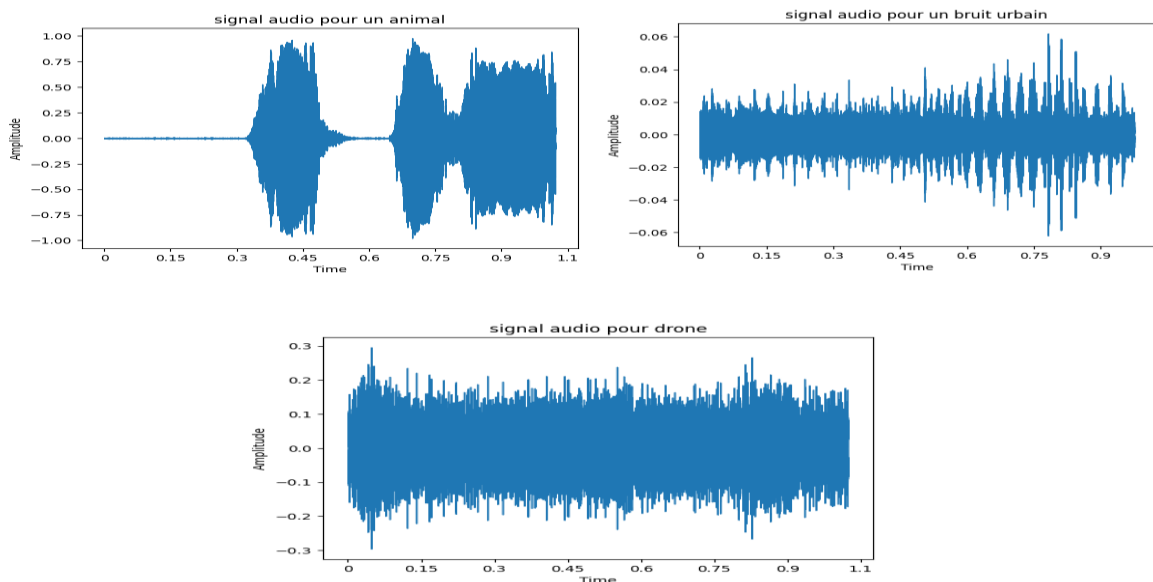 signal audio pour un animal
1.00
0.75
0.50
0.25
0.00
−0.25
−0.50
−0.75
−1.00
Amplitude
0 0.15 0.3 0.45 0.6 0.75 0.9 1.1
Time
signal audio pour un bruit urbain
0.06
0.04
0.02
0.00
−0.02
−0.04
−0.06
Amplitude
0 0.15 0.3 0.45 0.6 0.75 0.9
Time
signal audio pour drone
0.3
0.2
0.1
0.0
−0.1
−0.2
−0.3
Amplitude
0 0.15 0.3 0.45 0.6 0.75 0.9 1.1
Time